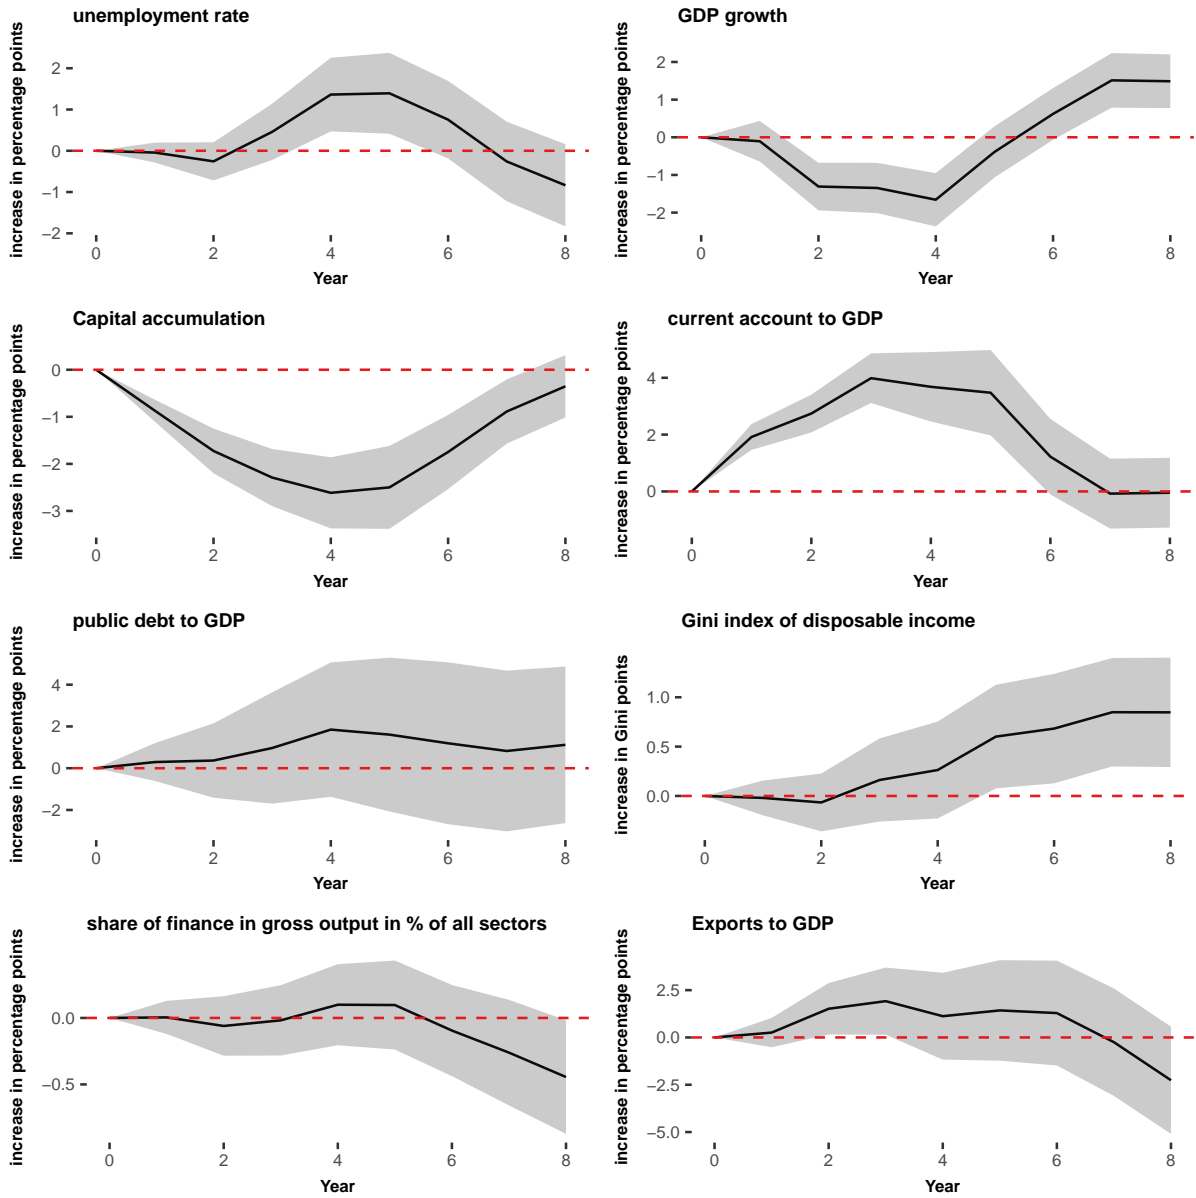 unemployment rate
increase in percentage points
2
1
0
−1
−2
0 2 4 6 8
Year
GDP growth
increase in percentage points
2
1
0
−1
−2
0 2 4 6 8
Year
Capital accumulation
increase in percentage points
0
−1
−2
−3
0 2 4 6 8
Year
current account to GDP
increase in percentage points
4
2
0
0 2 4 6 8
Year
public debt to GDP
increase in percentage points
4
2
0
−2
0 2 4 6 8
Year
Gini index of disposable income
increase in Gini points
1.0
0.5
0.0
0 2 4 6 8
Year
share of finance in gross output in % of all sectors
increase in percentage points
0.0
−0.5
0 2 4 6 8
Year
Exports to GDP
increase in percentage points
2.5
0.0
−2.5
−5.0
0 2 4 6 8
Year